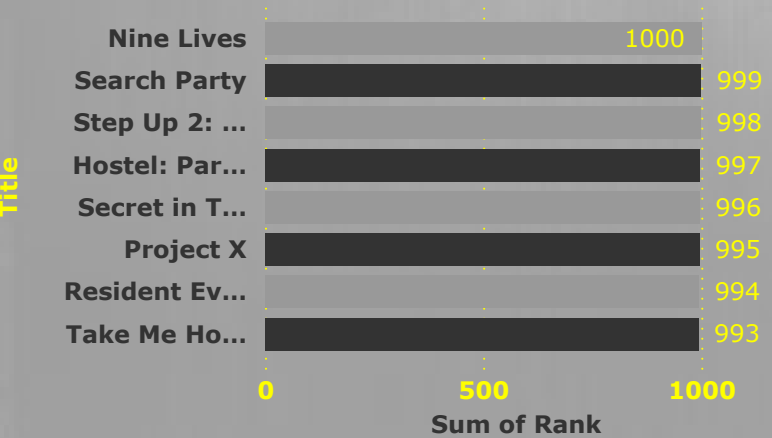 Title
Nine Lives 1000
Search Party 999
Step Up 2: ... 998
Hostel: Par... 997
Secret in T... 996
Project X 995
Resident Ev... 994
Take Me Ho... 993
0 500 1000
Sum of Rank